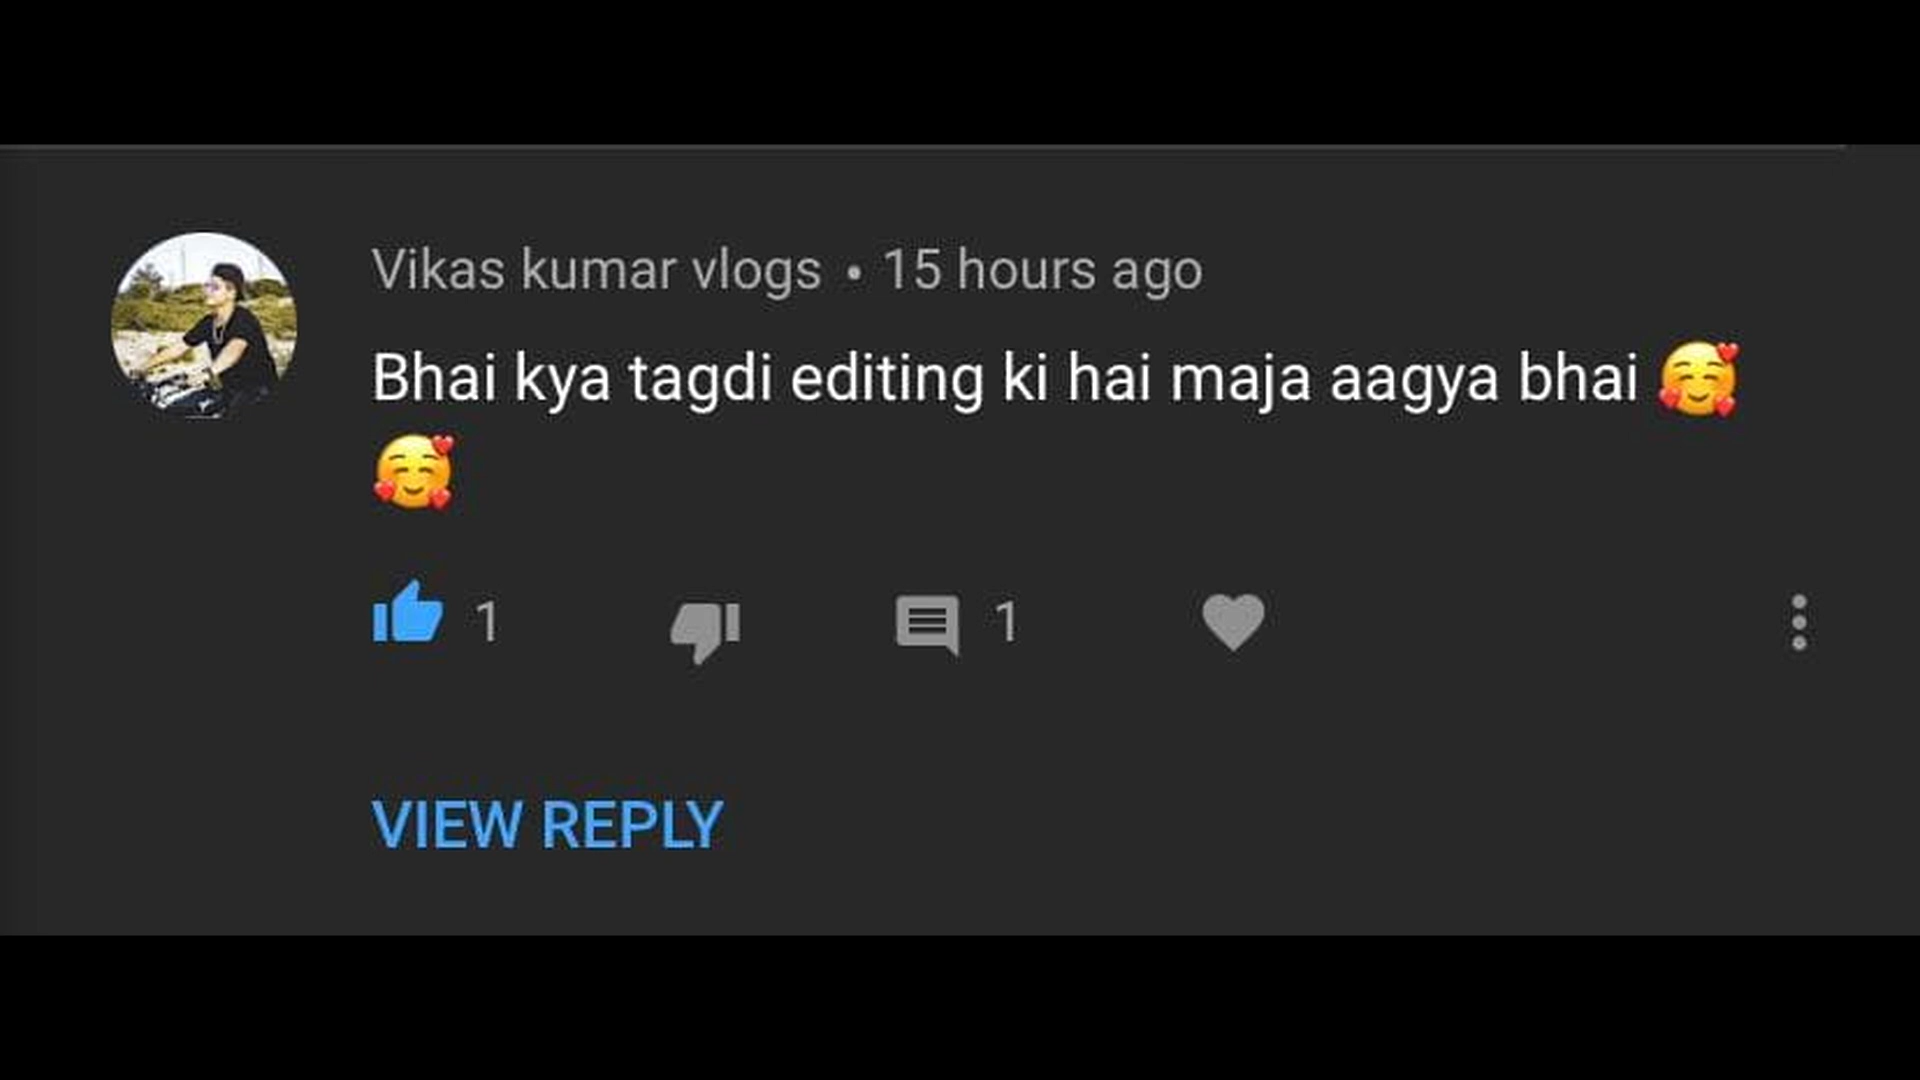 Vikas kumar vlogs • 15 hours ago
Bhai kya tagdi editing ki hai maja aagya bhai 🥰
🥰
1 1
VIEW REPLY